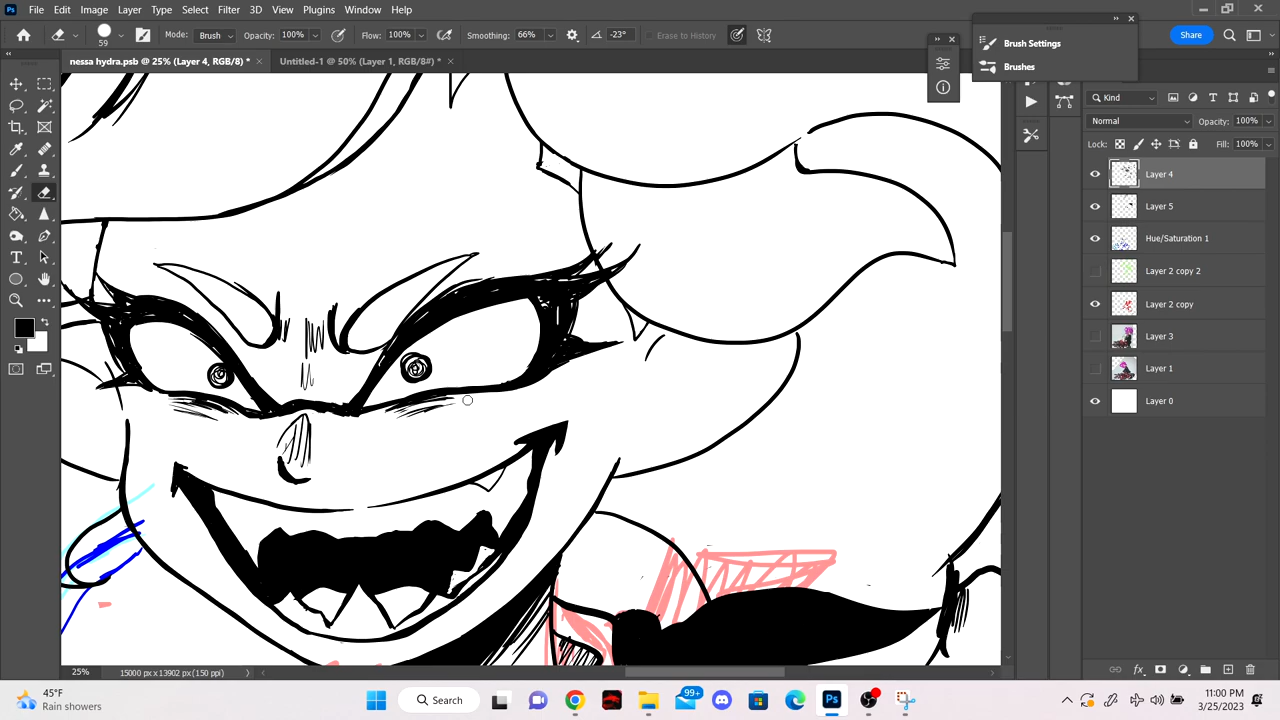 Ps File Edit Image Layer Type Select Filter 3D View Plugins Window Help
59 Mode: Brush Opacity: 100% Flow: 100% Smoothing: 66% -23° Erase to History Share
nessa hydra.psb @ 25% (Layer 4, RGB/8) * × Untitled-1 @ 50% (Layer 1, RGB/8#) * ×
Brush Settings
Brushes
Kind
Normal Opacity: 100%
Lock: Fill: 100%
Layer 4
Layer 5
Hue/Saturation 1
Layer 2 copy 2
Layer 2 copy
Layer 3
Layer 1
Layer 0
25% 15000 px x 13902 px (150 ppi)
45°F
Rain showers
Search
99+
Ps
11:00 PM
3/25/2023